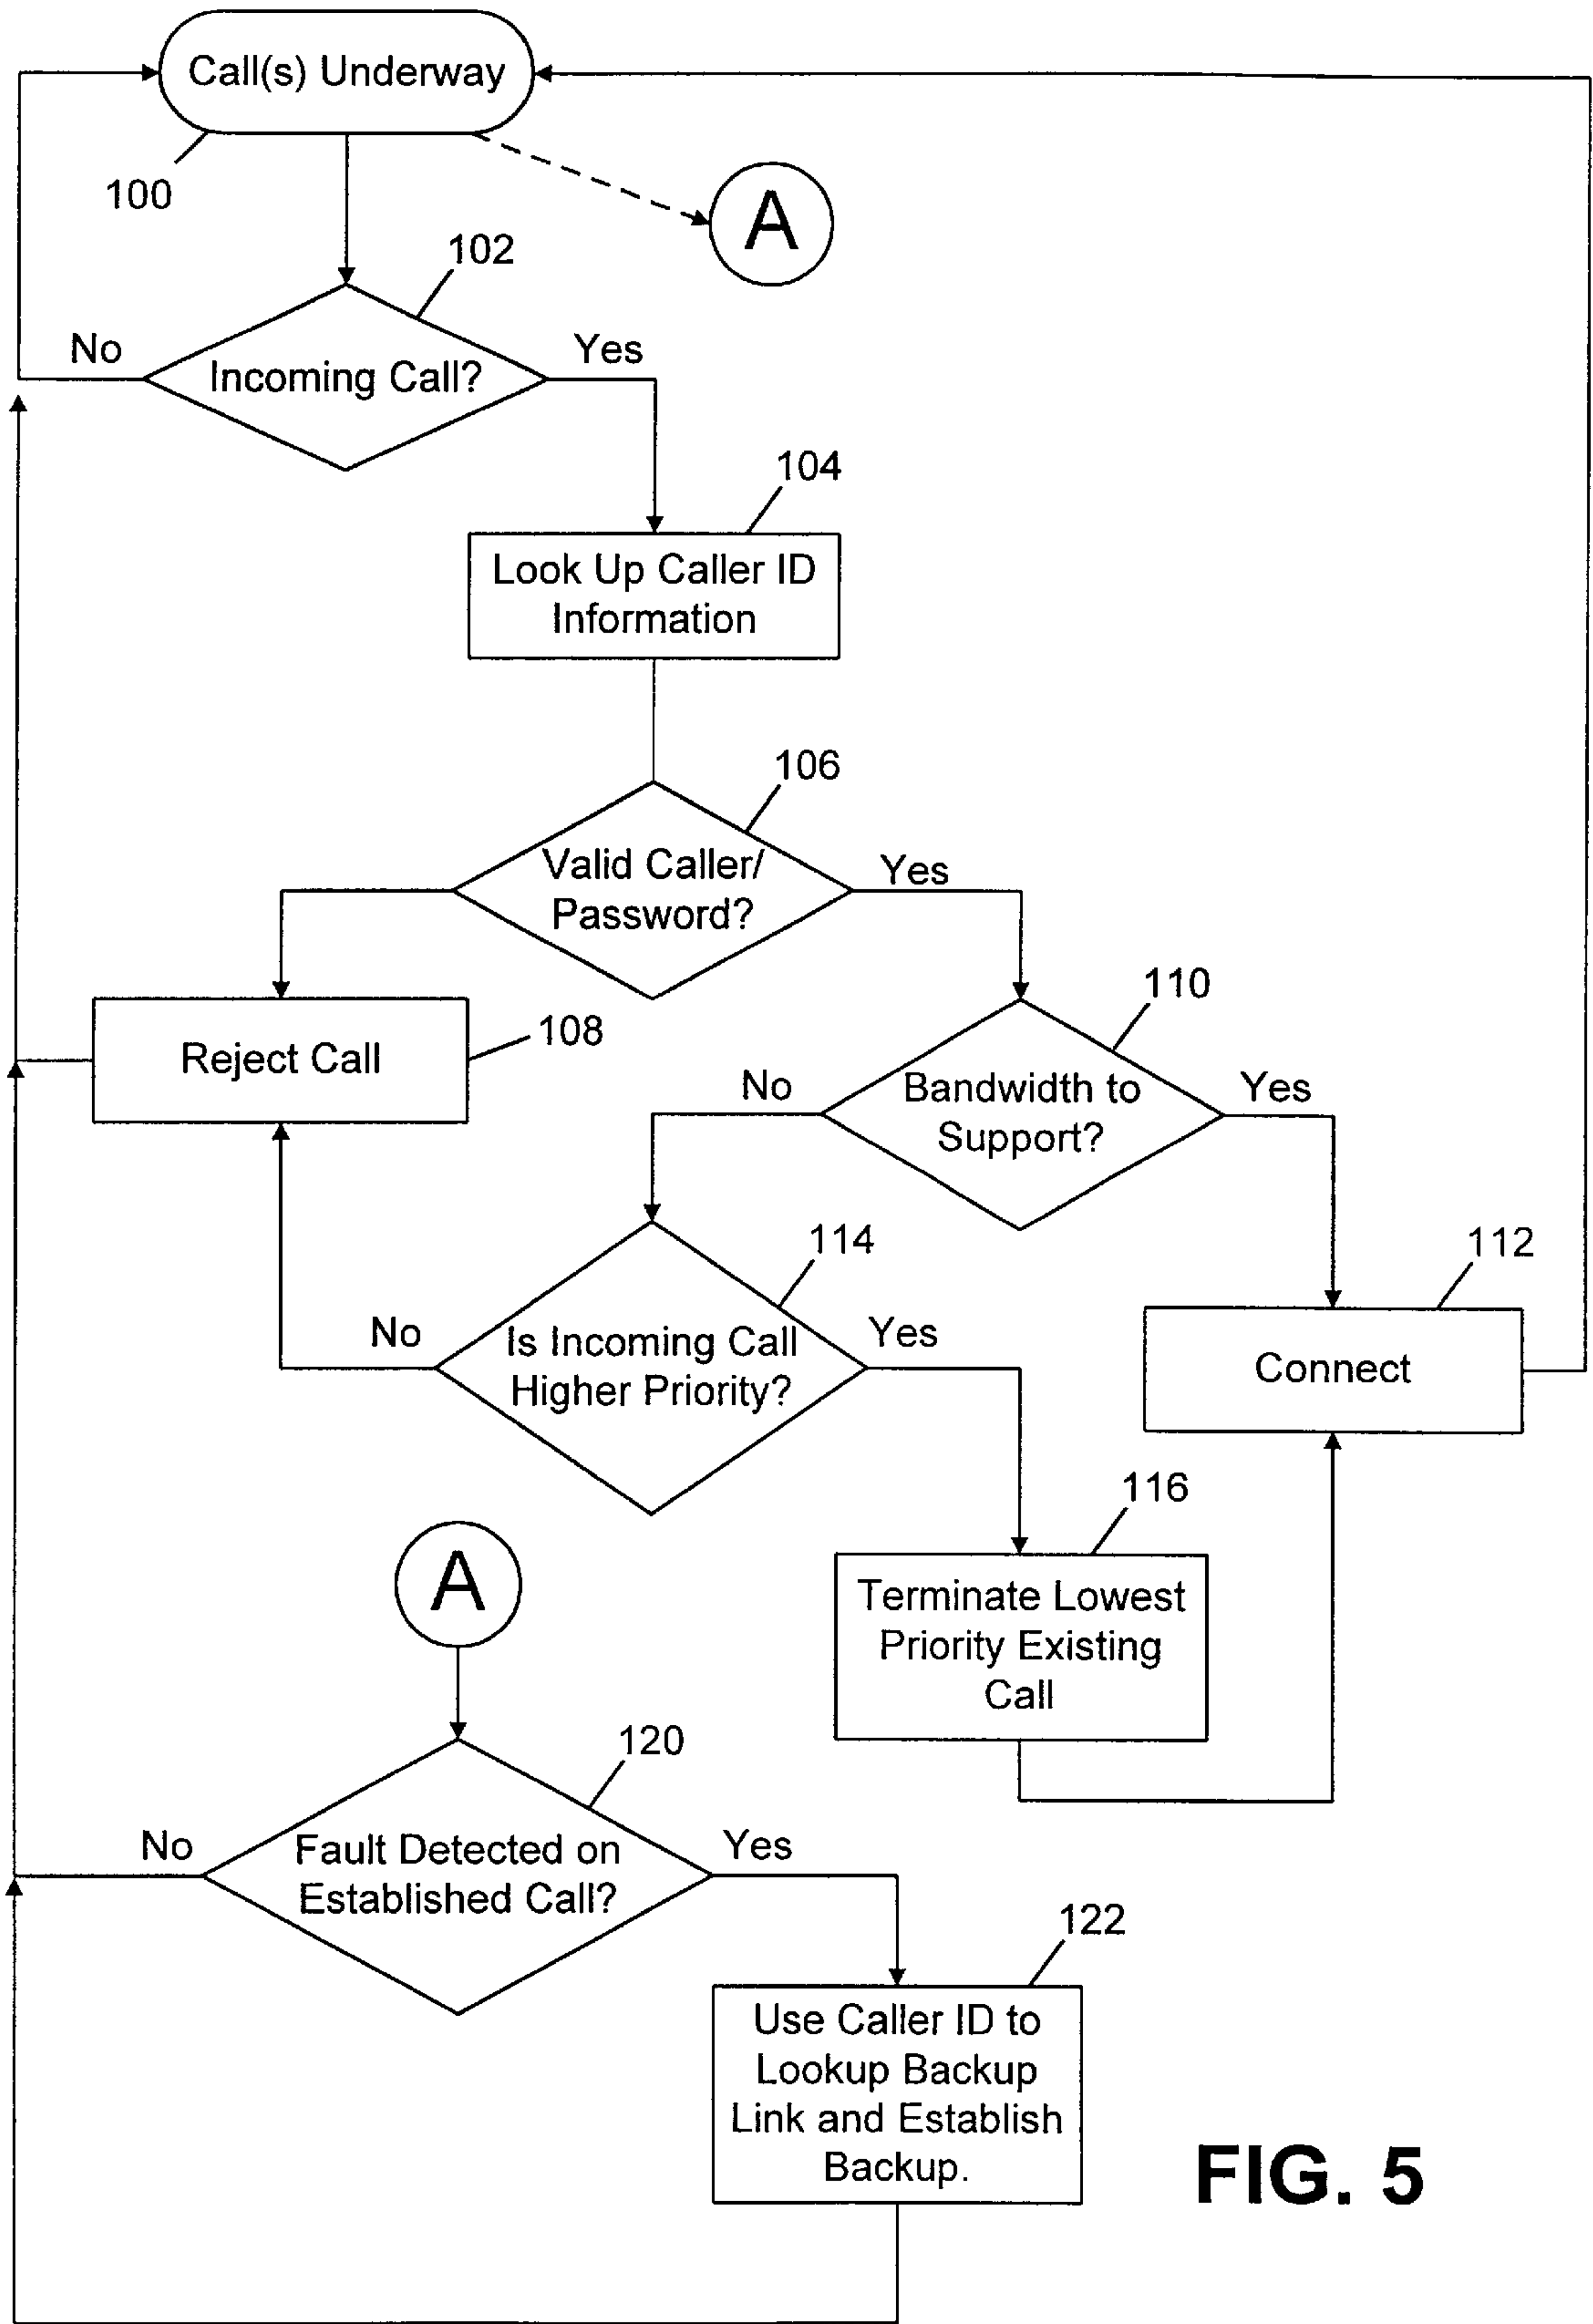 Call(s) Underway
100
A
102
No
Yes
Incoming Call?
104
Look Up Caller ID
Information
106
Valid Caller/
Password?
Yes
110
108
Reject Call
No
Bandwidth to
Support?
Yes
114
112
No
Is Incoming Call
Higher Priority?
Yes
Connect
116
A
Terminate Lowest
Priority Existing
Call
120
No
Fault Detected on
Established Call?
Yes
122
Use Caller ID to
Lookup Backup
Link and Establish
Backup.
FIG. 5